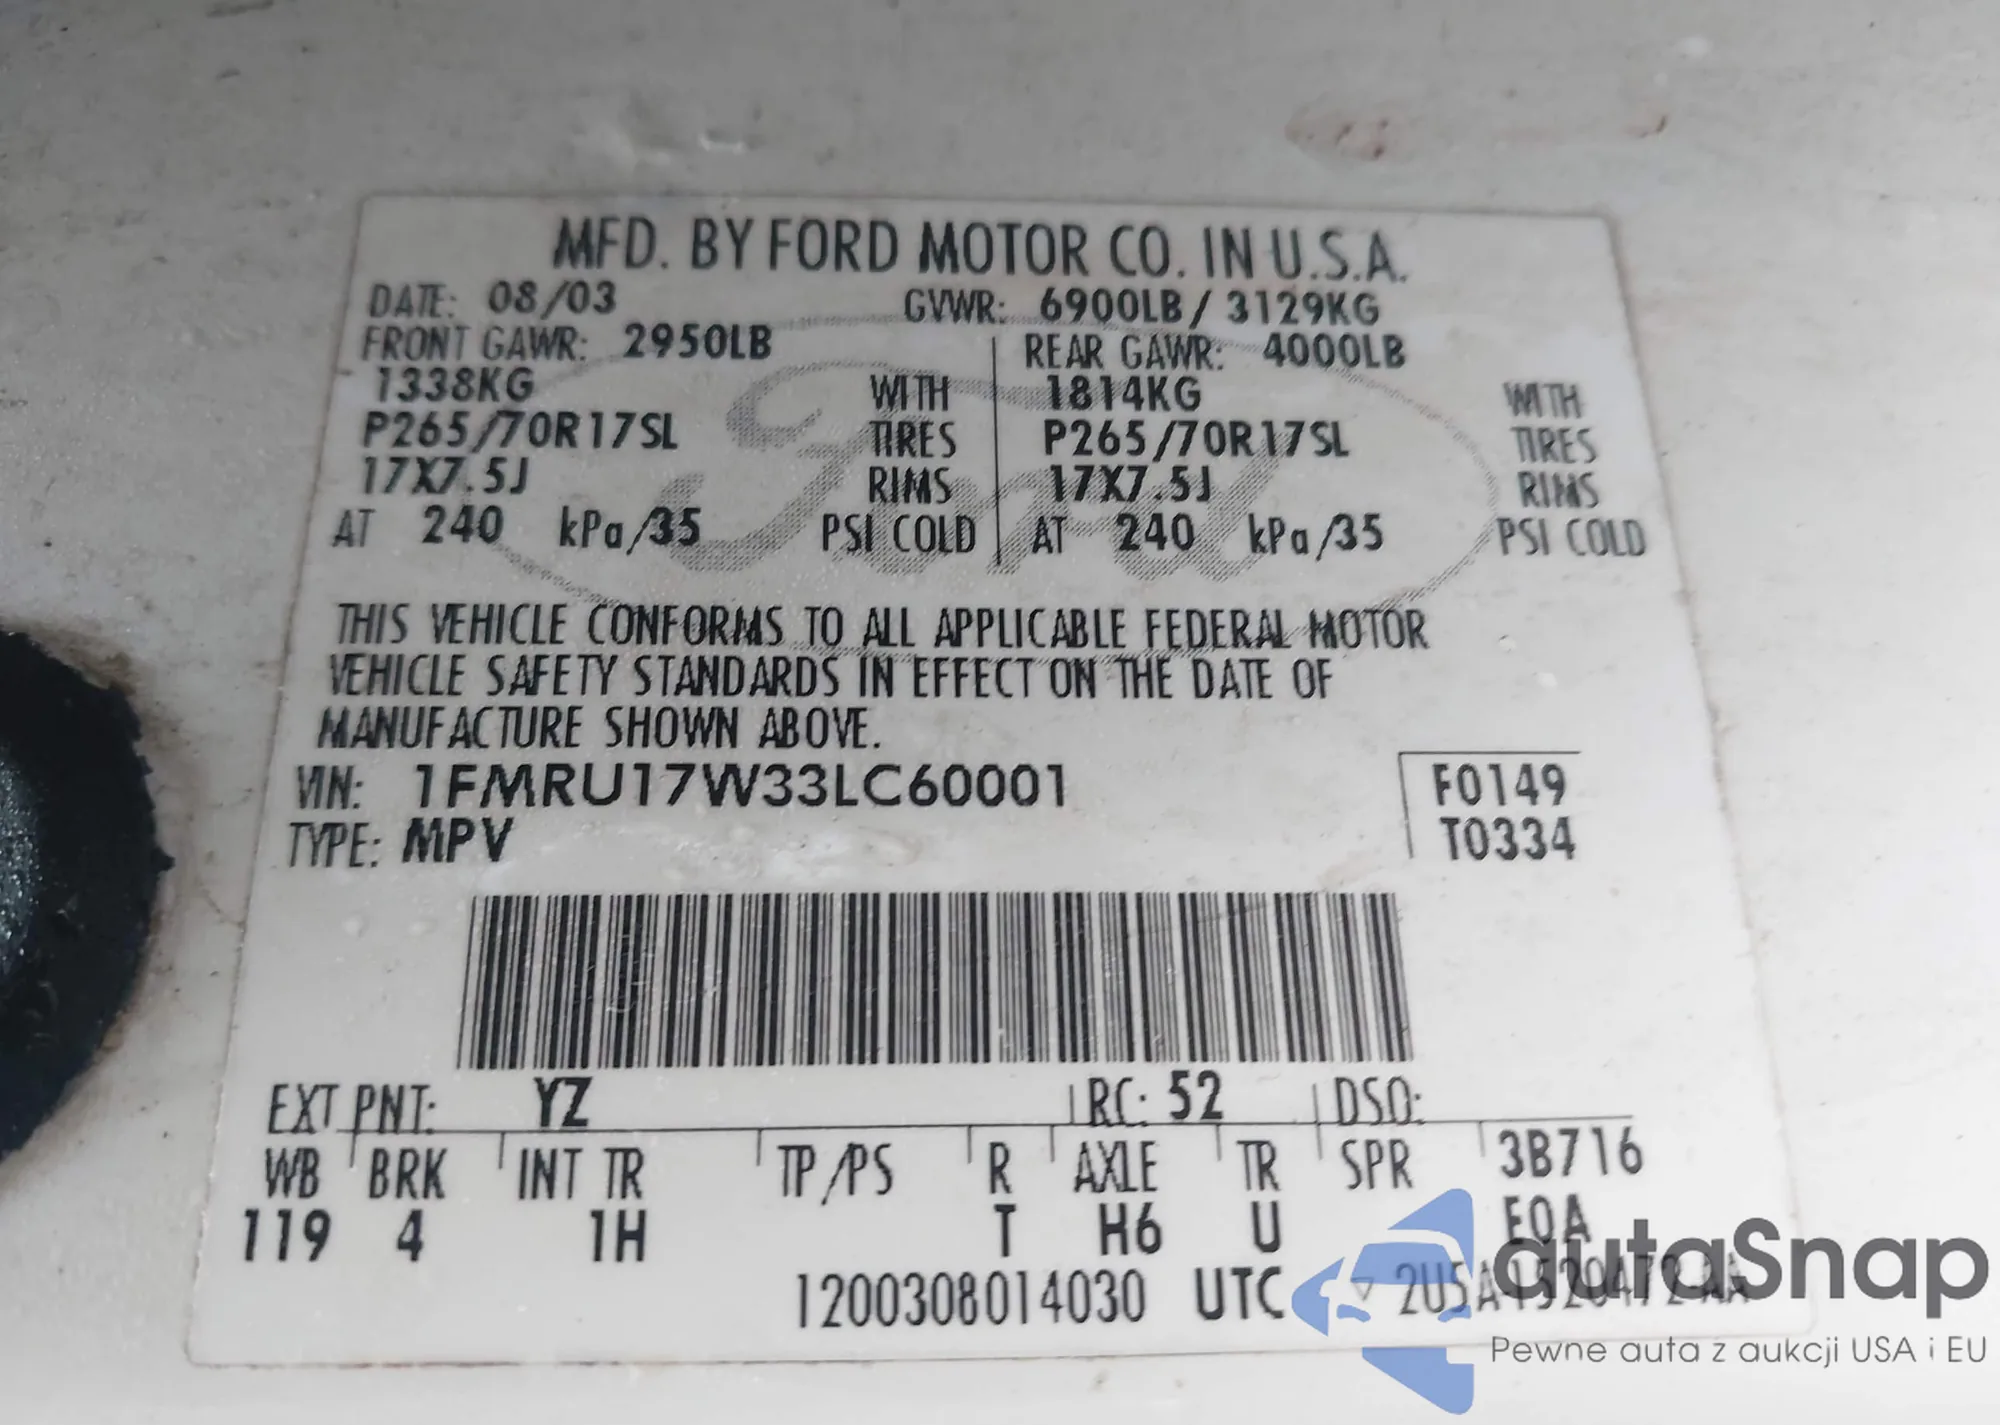 MFD. BY FORD MOTOR CO. IN U.S.A.
DATE: 08/03 GVWR: 6900LB / 3129KG
FRONT GAWR: 2950LB REAR GAWR: 4000LB
1338KG WITH 1814KG WITH
P265/70R17SL TIRES P265/70R17SL TIRES
17X7.5J RIMS 17X7.5J RIMS
AT 240 kPa/35 PSI COLD AT 240 kPa/35 PSI COLD
Ford
THIS VEHICLE CONFORMS TO ALL APPLICABLE FEDERAL MOTOR
VEHICLE SAFETY STANDARDS IN EFFECT ON THE DATE OF
MANUFACTURE SHOWN ABOVE.
VIN: 1FMRU17W33LC60001 F0149
TYPE: MPV T0334
EXT PNT: YZ RC: 52 DSO:
WB BRK INT TR TP/PS R AXLE TR SPR 3B716
119 4 1H T H6 U
1200308014030 UTC
autaSnap
Pewne auta z aukcji USA i EU